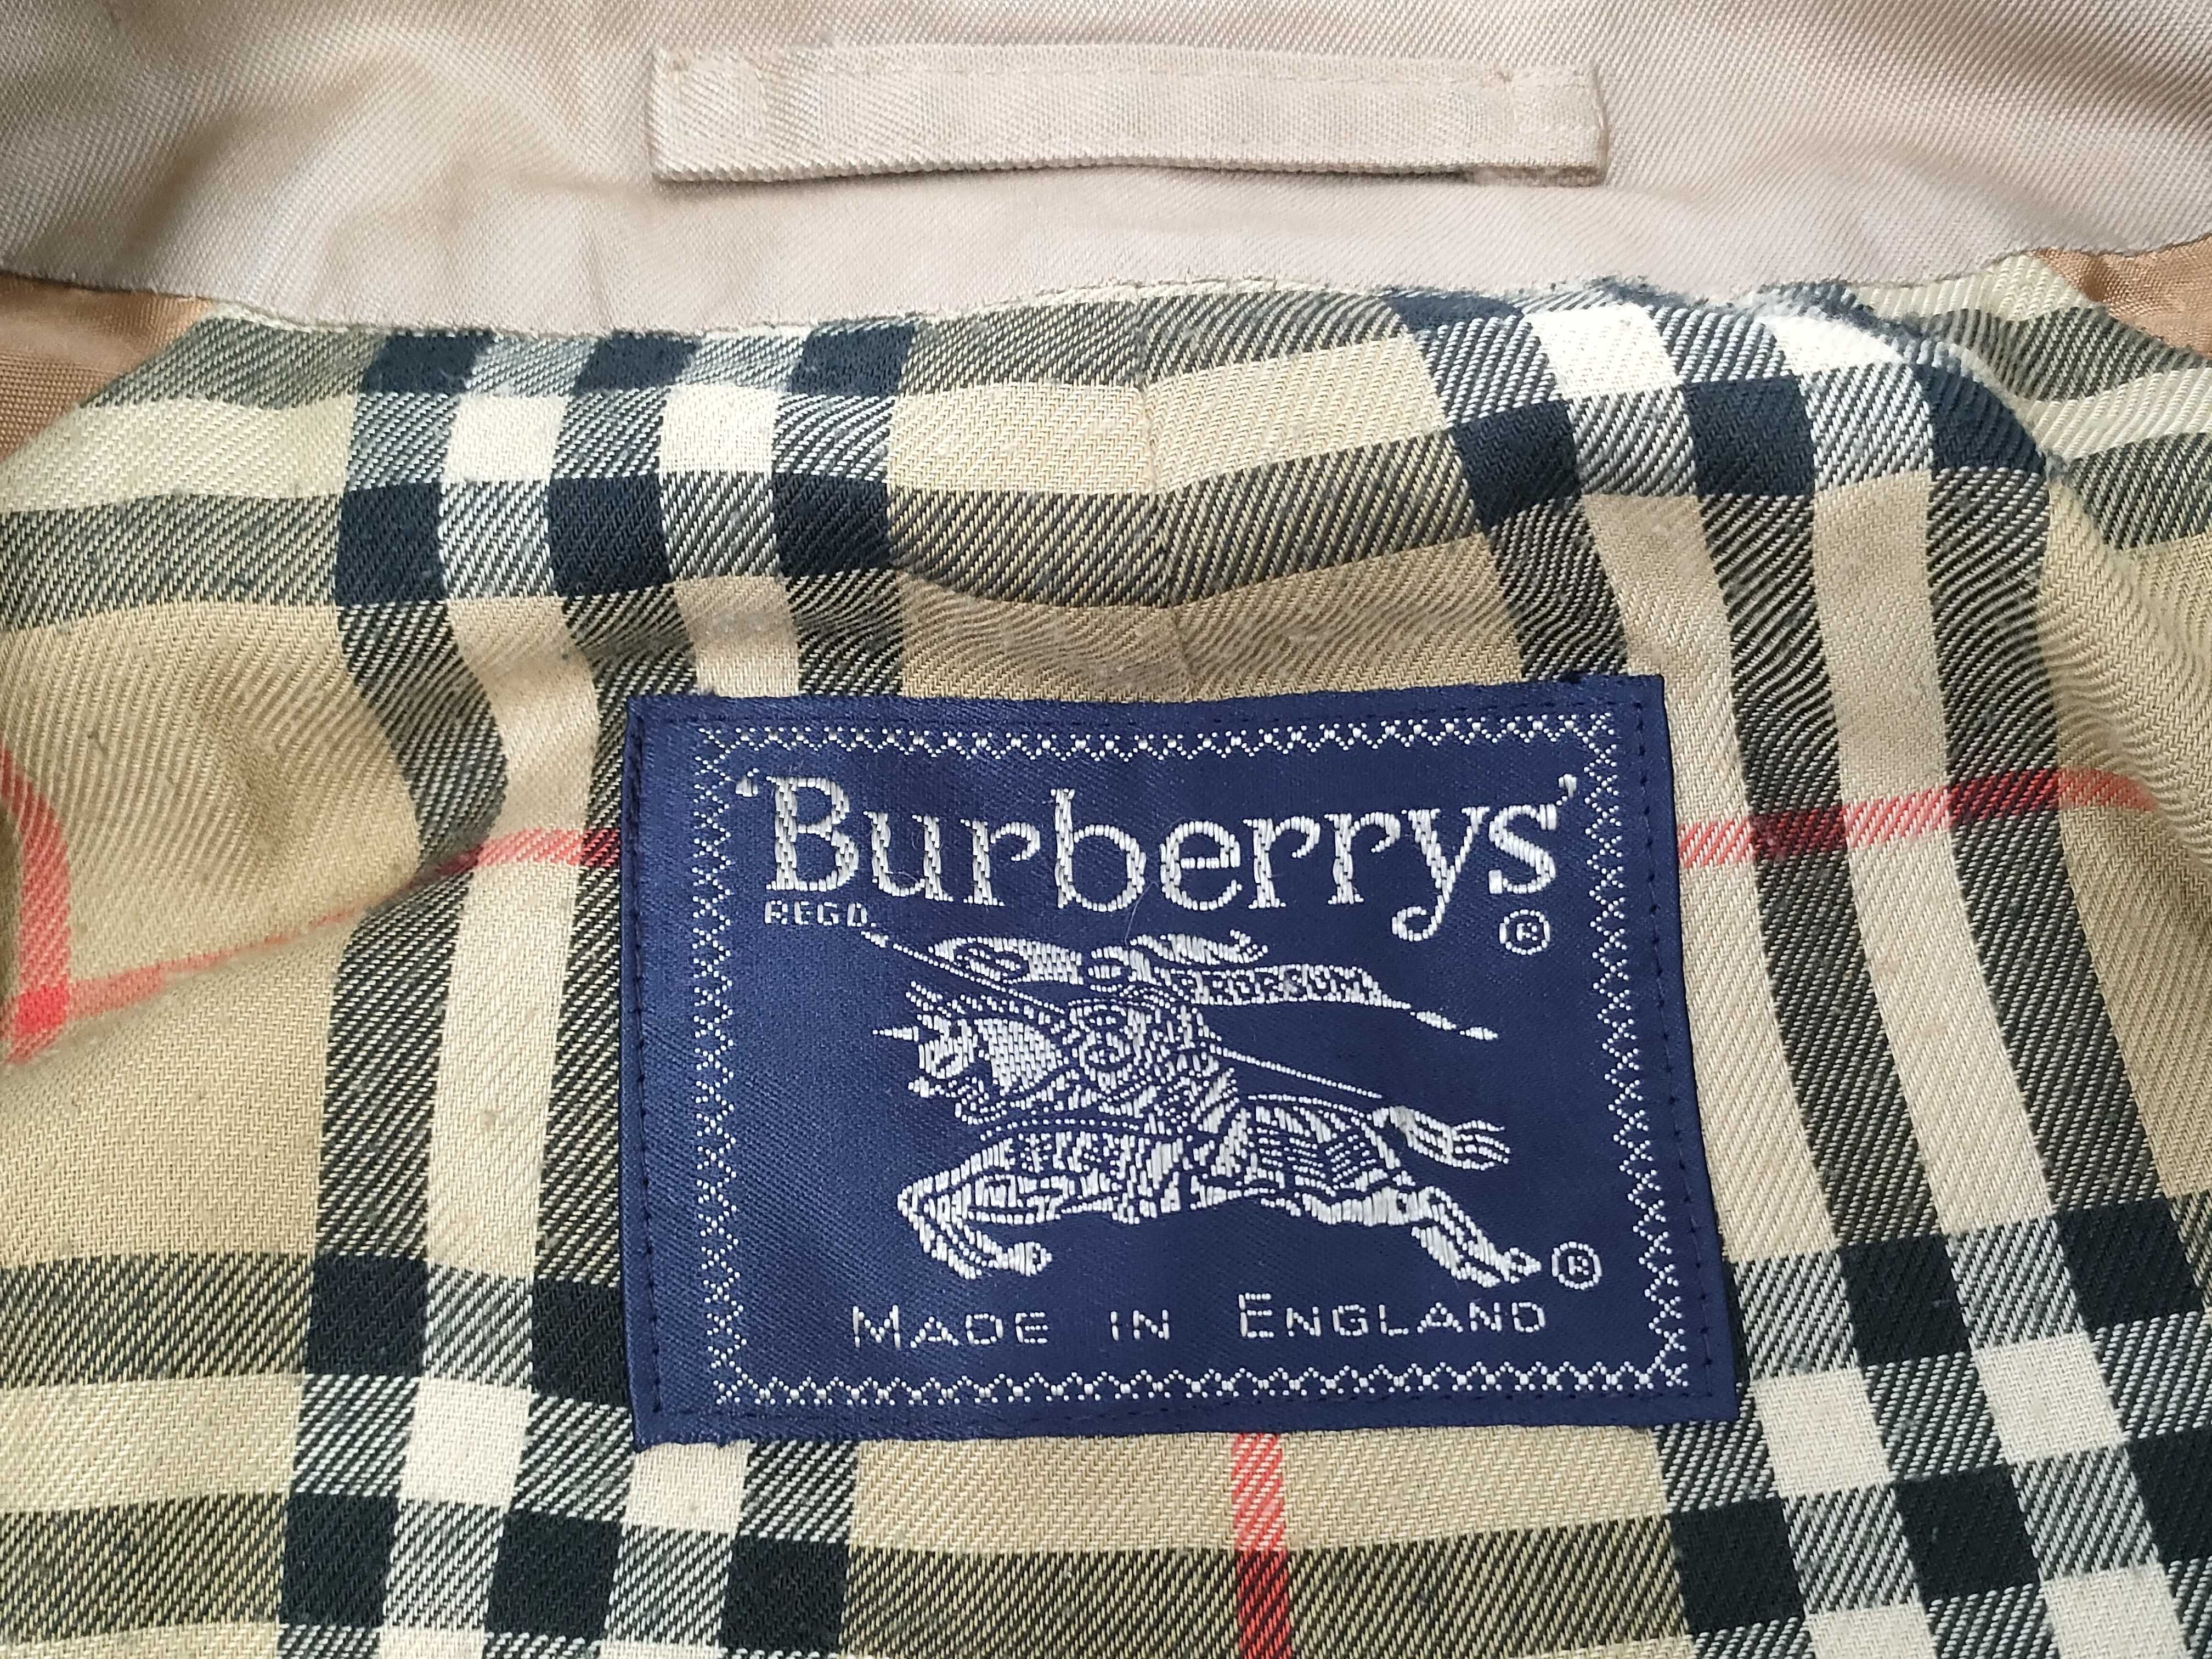 'Burberrys'
REGD.
®
PRORSUM
®
MADE IN ENGLAND